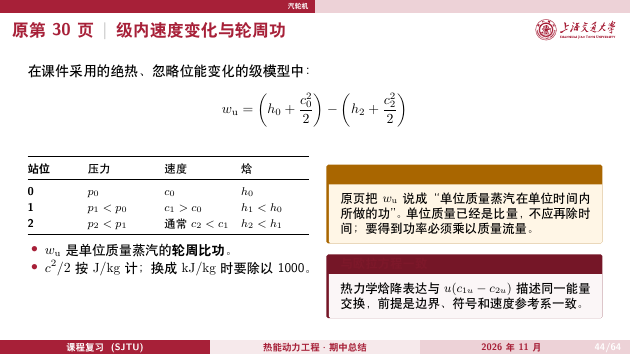 汽轮机
原第 30 页 | 级内速度变化与轮周功
上海交通大学
SHANGHAI JIAO TONG UNIVERSITY
在课件采用的绝热、忽略位能变化的级模型中：
w_u = (h_0 + c_0^2/2) − (h_2 + c_2^2/2)
站位 压力 速度 焓
0 p_0 c_0 h_0
1 p_1 < p_0 c_1 > c_0 h_1 < h_0
2 p_2 < p_1 通常 c_2 < c_1 h_2 < h_1
• w_u 是单位质量蒸汽的轮周比功。
• c^2/2 按 J/kg 计；换成 kJ/kg 时要除以 1000。
原页把 w_u 说成 “单位质量蒸汽在单位时间内
所做的功”。单位质量已经是比量，不应再除时
间；要得到功率必须乘以质量流量。
热力学焓降表达与 u(c_{1u} − c_{2u}) 描述同一能量
交换，前提是边界、符号和速度参考系一致。
课程复习（SJTU） 热能动力工程 · 期中总结 2026 年 11 月 44/64